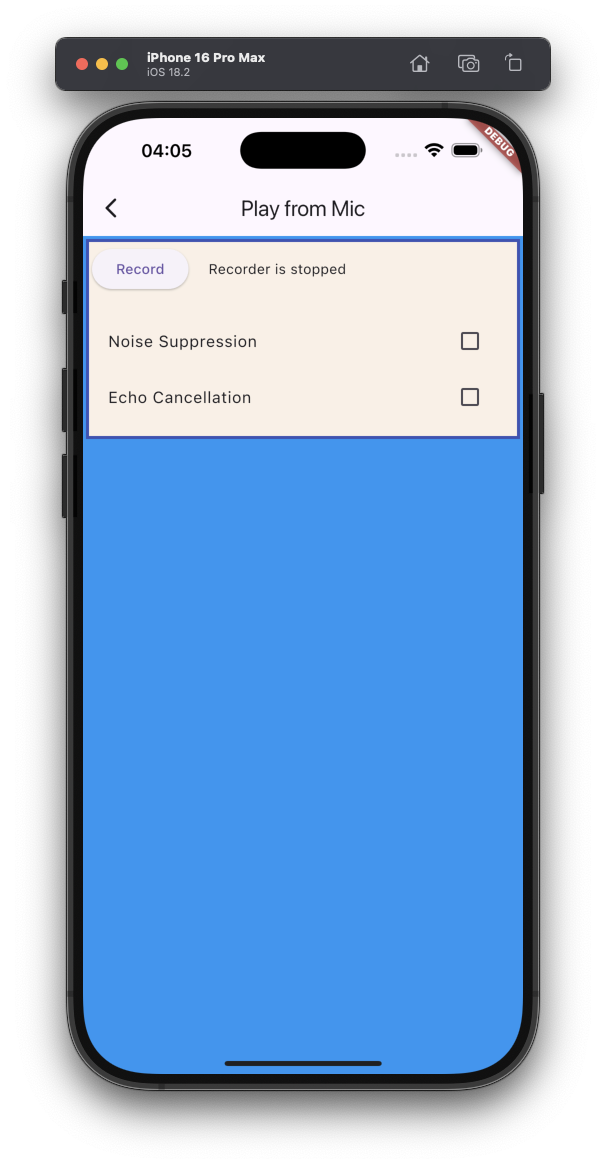 iPhone 16 Pro Max
iOS 18.2
04:05
DEBUG
Play from Mic
Record
Recorder is stopped
Noise Suppression
Echo Cancellation